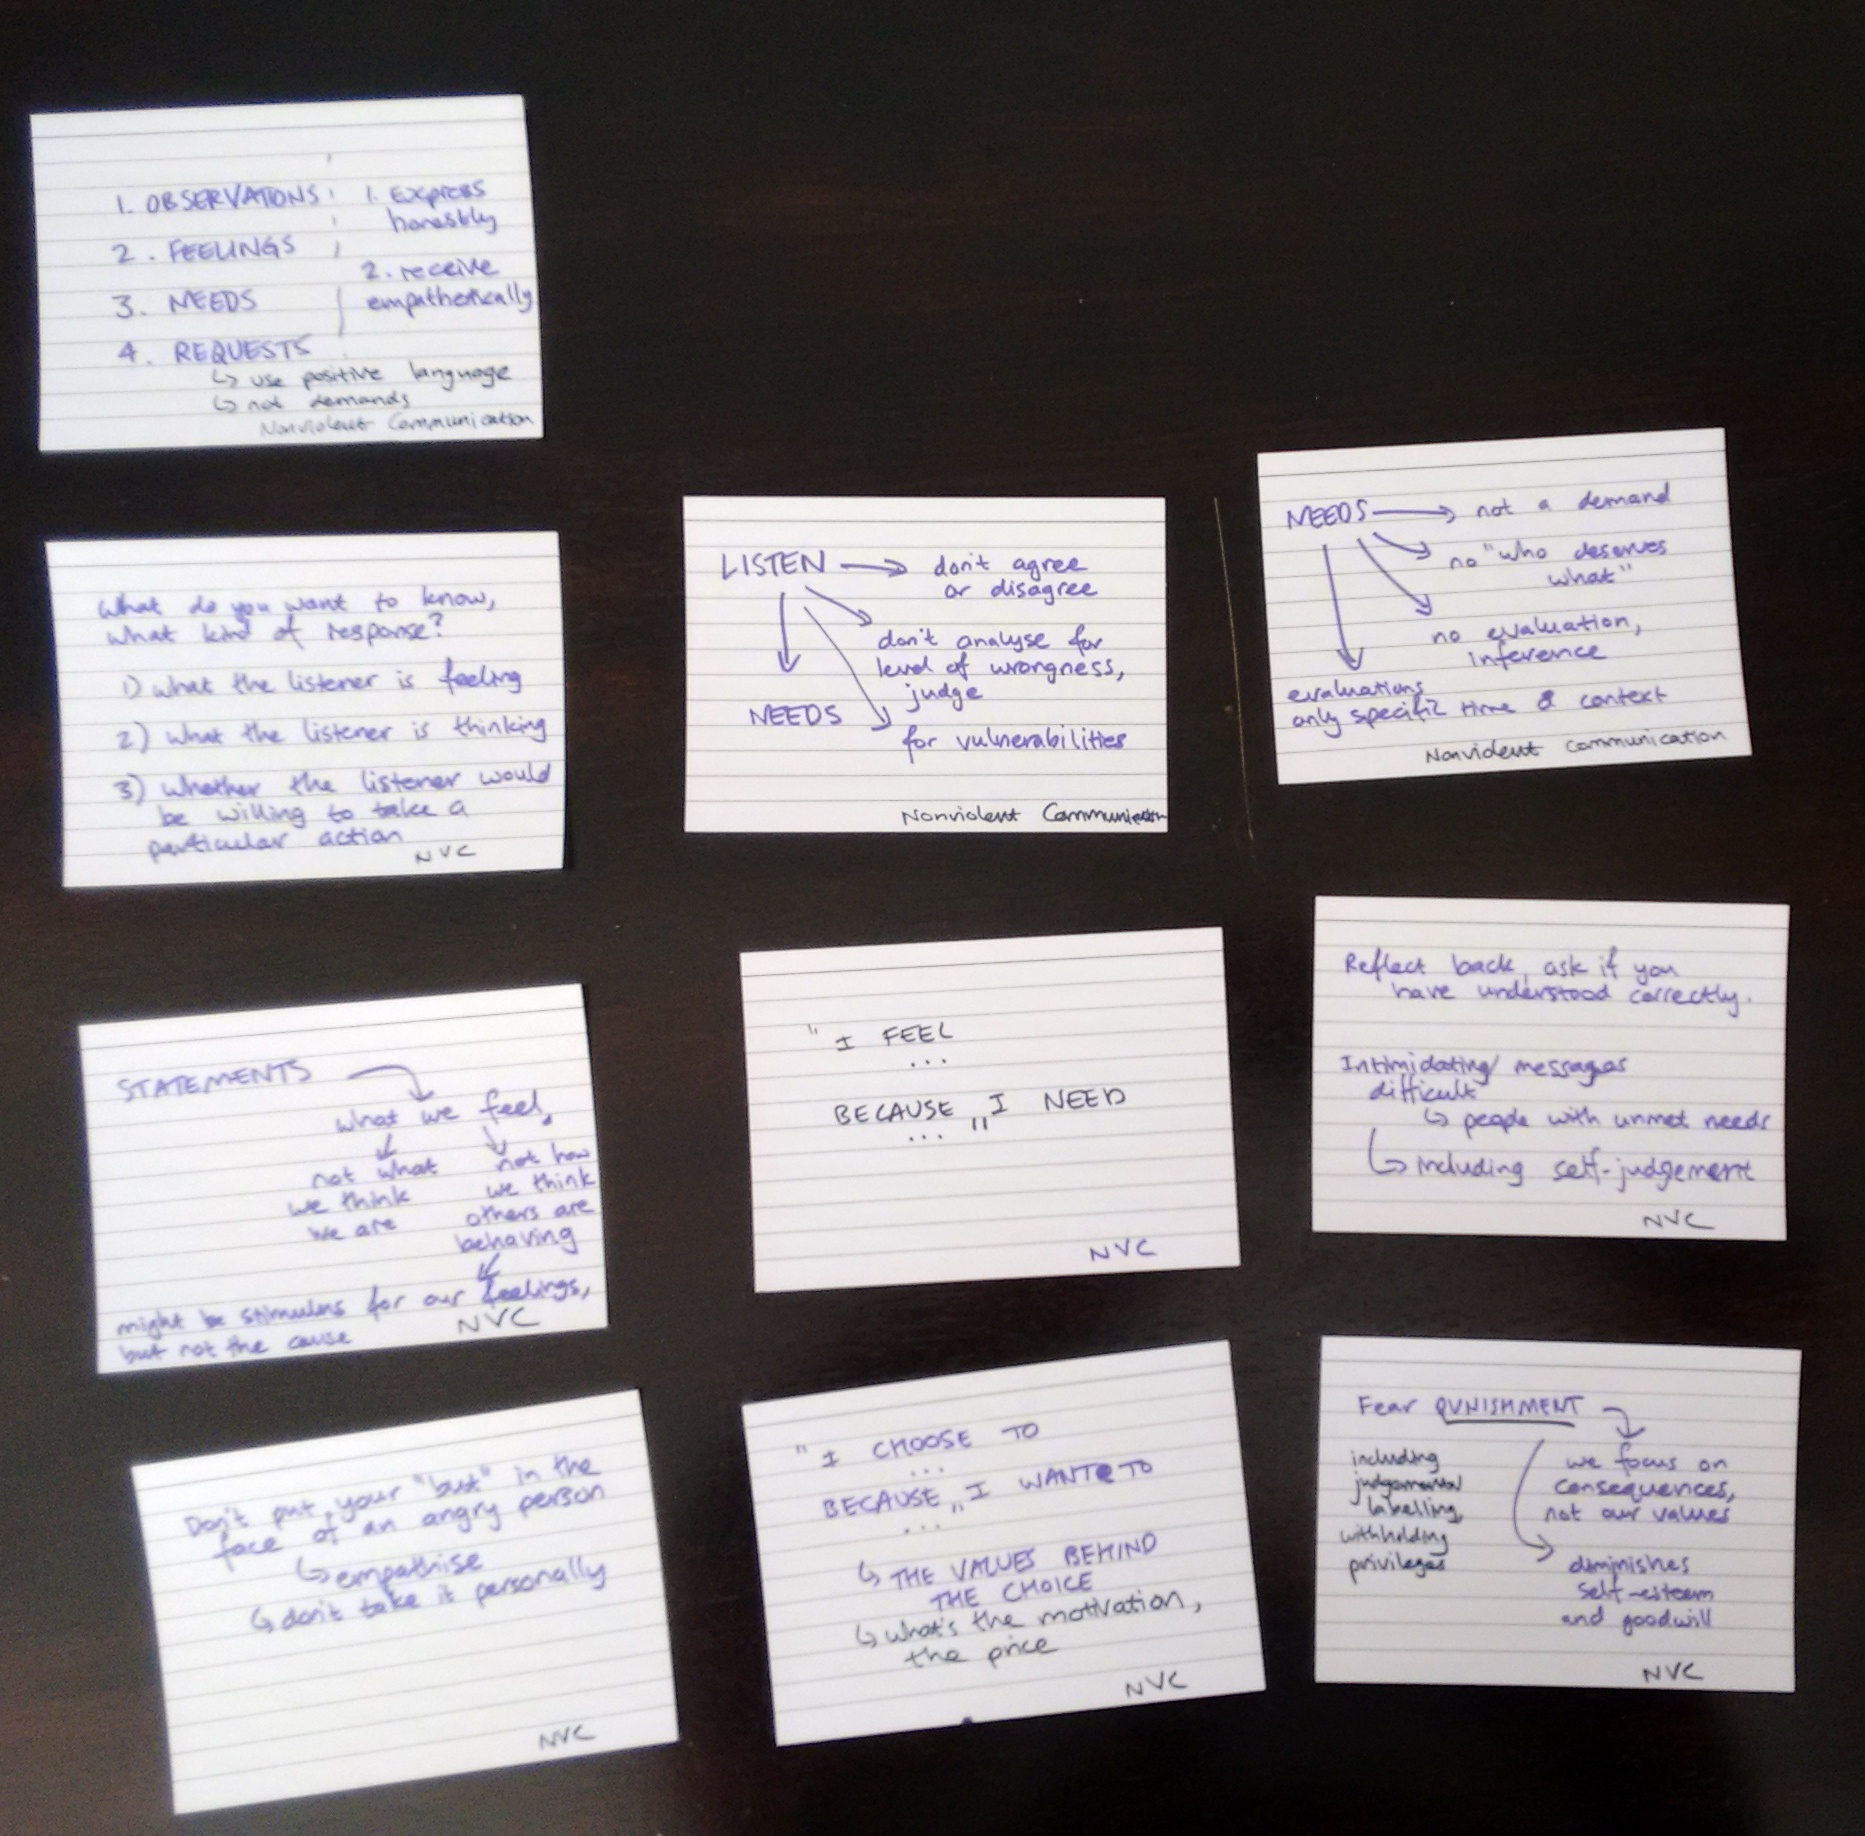 1. OBSERVATIONS
2. FEELINGS
3. NEEDS
4. REQUESTS
↳ use positive language
↳ not demands
1. Express
honestly
2. receive
empathetically
Nonviolent Communication
What do you want to know,
what kind of response?
1) what the listener is feeling
2) what the listener is thinking
3) whether the listener would
be willing to take a
particular action
NVC
LISTEN → don't agree
or disagree
don't analyse for
level of wrongness,
judge
NEEDS
for vulnerabilities
Nonviolent Communication
NEEDS → not a demand
no "who deserves
what"
no evaluation,
inference
evaluations
only specific time & context
Nonviolent Communication
STATEMENTS
what we feel,
not what
we think
we are
not how
we think
others are
behaving
might be stimulus for our feelings,
but not the cause
NVC
"I FEEL
...
BECAUSE „I NEED
..."
NVC
Reflect back, ask if you
have understood correctly.
Intimidating/ messages
difficult
↳ people with unmet needs
↳ including self-judgement
NVC
Don't put your "but" in the
face of an angry person
↳ empathise
↳ don't take it personally
NVC
"I CHOOSE TO
...
BECAUSE „I WANT TO
..."
↳ THE VALUES BEHIND
THE CHOICE
↳ what's the motivation,
the price
NVC
Fear PUNISHMENT
including
judgemental
labelling,
withholding
privileges
we focus on
consequences,
not our values
diminishes
self-esteem
and goodwill
NVC